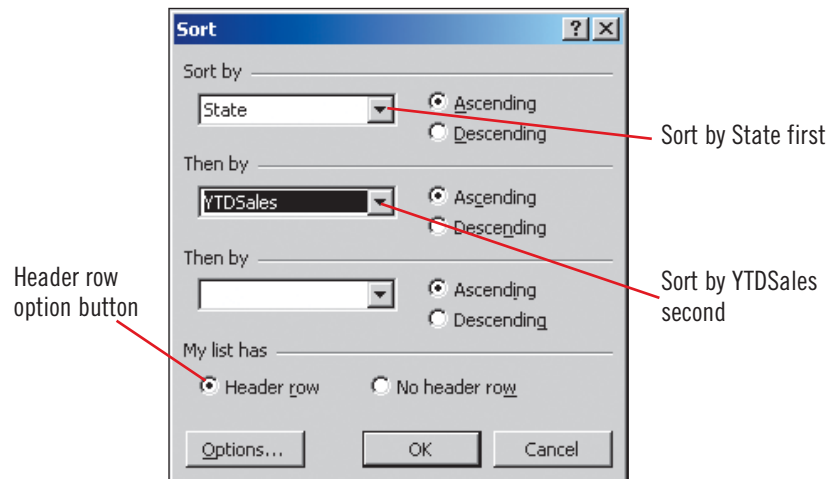 Sort
Sort by
State
Ascending
Descending
Sort by State first
Then by
YTDSales
Ascending
Descending
Then by
Ascending
Descending
Sort by YTDSales
second
Header row
option button
My list has
Header row
No header row
Options...
OK
Cancel